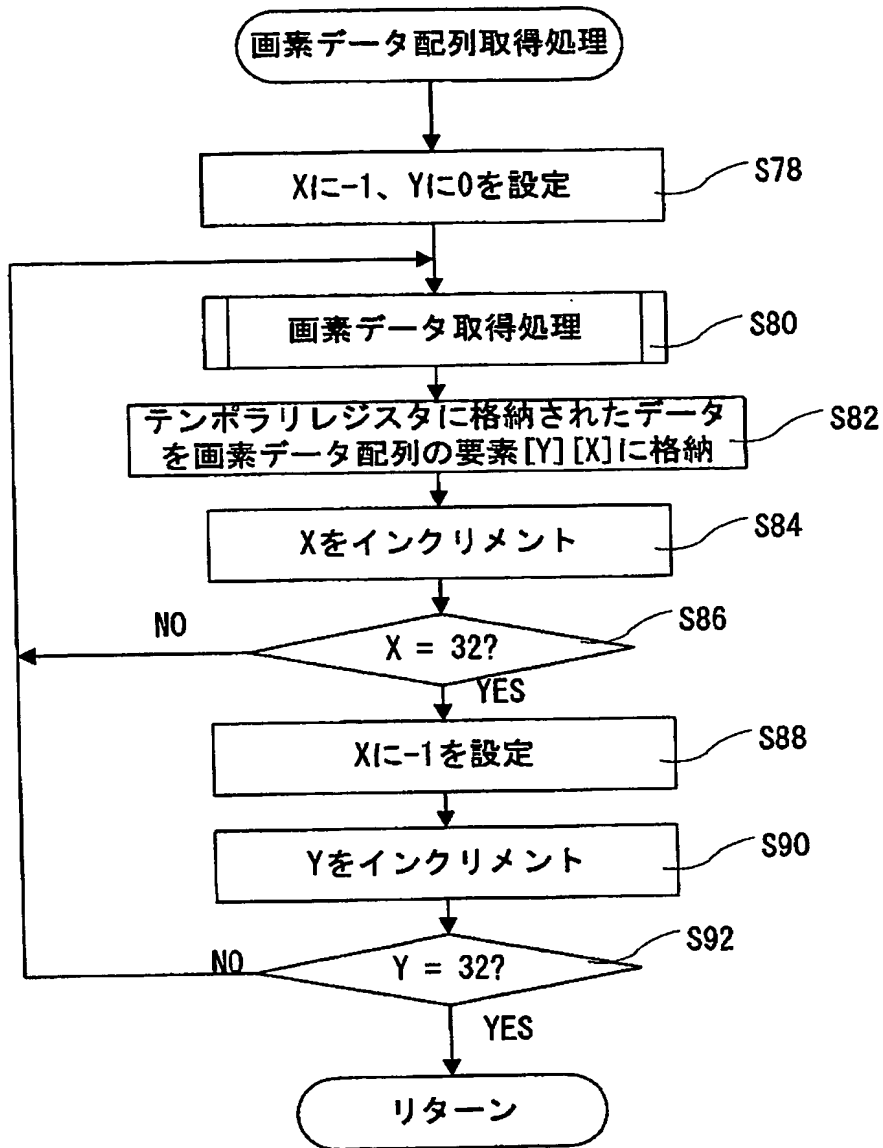 画素データ配列取得処理
Xに-1、Yに0を設定
S78
画素データ取得処理
S80
テンポラリレジスタに格納されたデータ
を画素データ配列の要素[Y][X]に格納
S82
Xをインクリメント
S84
NO
X = 32?
S86
YES
Xに-1を設定
S88
Yをインクリメント
S90
NO
Y = 32?
S92
YES
リターン